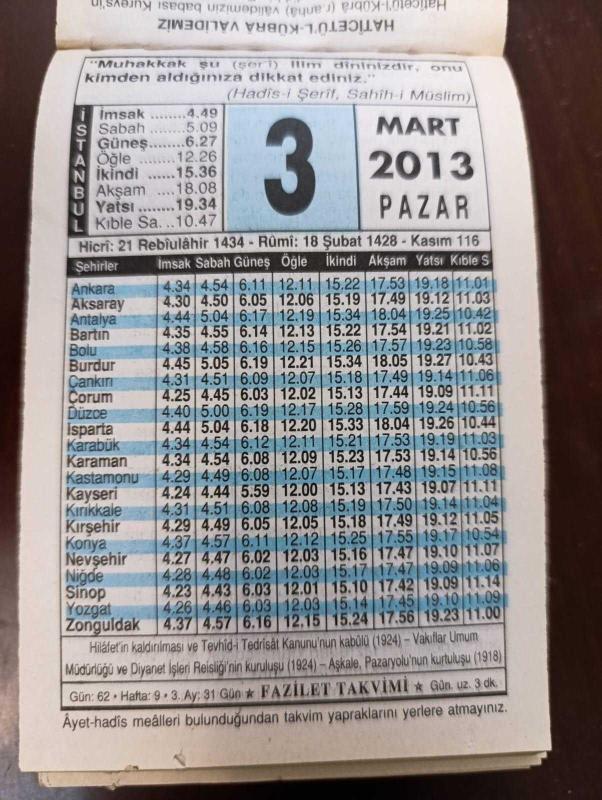 Haticetü'l-Kübrâ (r.anhâ) vâlidemizin babası Kureyş'in
HATİCETÜ'L-KÜBRA VÂLİDEMİZ
"Muhakkak şu (şer'î) ilim dîninizdir, onu
kimden aldığınıza dikkat ediniz."
(Hadîs-i Şerîf, Sahîh-i Müslim)
İSTANBUL
İmsak ........4.49
Sabah .......5.09
Güneş.......6.27
Öğle .......12.26
İkindi ......15.36
Akşam .....18.08
Yatsı .......19.34
Kıble Sa. ..10.47
3
MART
2013
PAZAR
Hicrî: 21 Rebîulâhir 1434 - Rûmî: 18 Şubat 1428 - Kasım 116
Şehirler İmsak Sabah Güneş Öğle İkindi Akşam Yatsı Kıble S
Ankara 4.34 4.54 6.11 12.11 15.22 17.53 19.18 11.01
Aksaray 4.30 4.50 6.05 12.06 15.19 17.49 19.12 11.03
Antalya 4.44 5.04 6.17 12.19 15.34 18.04 19.25 10.42
Bartın 4.35 4.55 6.14 12.13 15.22 17.54 19.21 11.02
Bolu 4.38 4.58 6.16 12.15 15.26 17.57 19.23 10.58
Burdur 4.45 5.05 6.19 12.21 15.34 18.05 19.27 10.43
Çankırı 4.31 4.51 6.09 12.07 15.18 17.49 19.14 11.06
Çorum 4.25 4.45 6.03 12.02 15.13 17.44 19.09 11.11
Düzce 4.40 5.00 6.19 12.17 15.28 17.59 19.24 10.56
Isparta 4.44 5.04 6.18 12.20 15.33 18.04 19.26 10.44
Karabük 4.34 4.54 6.12 12.11 15.21 17.53 19.19 11.03
Karaman 4.34 4.54 6.08 12.09 15.23 17.53 19.14 10.56
Kastamonu 4.29 4.49 6.08 12.07 15.17 17.48 19.15 11.08
Kayseri 4.24 4.44 5.59 12.00 15.13 17.43 19.07 11.11
Kırıkkale 4.31 4.51 6.08 12.08 15.19 17.50 19.14 11.04
Kırşehir 4.29 4.49 6.05 12.05 15.18 17.49 19.12 11.05
Konya 4.37 4.57 6.11 12.12 15.25 17.55 19.17 10.54
Nevşehir 4.27 4.47 6.02 12.03 15.16 17.47 19.10 11.07
Niğde 4.28 4.48 6.02 12.03 15.17 17.47 19.09 11.06
Sinop 4.23 4.43 6.03 12.01 15.10 17.42 19.09 11.14
Yozgat 4.26 4.46 6.03 12.03 15.14 17.45 19.10 11.09
Zonguldak 4.37 4.57 6.16 12.15 15.24 17.56 19.23 11.00
Hilâfet'in kaldırılması ve Tevhîd-i Tedrîsât Kanunu'nun kabûlü (1924) – Vakıflar Umum
Müdürlüğü ve Diyanet İşleri Reisliği'nin kuruluşu (1924) – Aşkale, Pazaryolu'nun kurtuluşu (1918)
Gün: 62 • Hafta: 9 • 3. Ay; 31 Gün ★ FAZİLET TAKVİMİ ★ Gün. uz. 3 dk.
Âyet-hadîs meâlleri bulunduğundan takvim yapraklarını yerlere atmayınız.